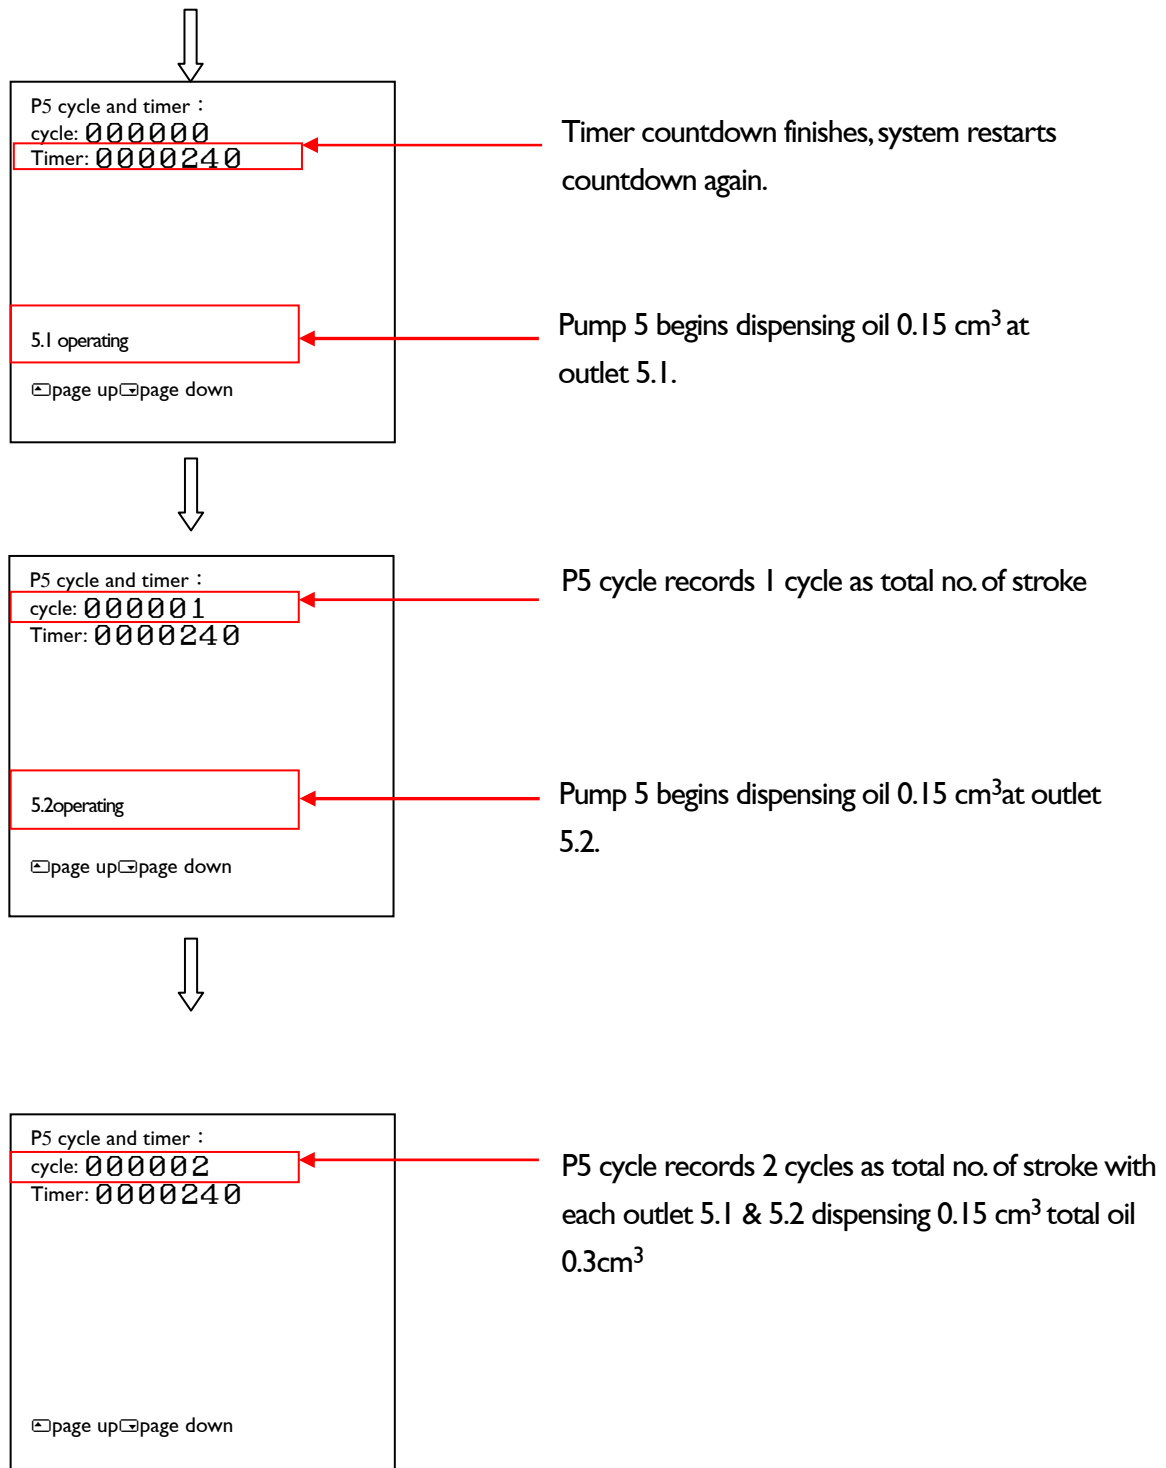 P5 cycle and timer：
cycle: 000000
Timer: 0000240
Timer countdown finishes, system restarts
countdown again.
5.1 operating
Pump 5 begins dispensing oil 0.15 cm³ at
outlet 5.1.
page up page down
P5 cycle and timer：
cycle: 000001
Timer: 0000240
P5 cycle records 1 cycle as total no. of stroke
5.2operating
Pump 5 begins dispensing oil 0.15 cm³at outlet
5.2.
page up page down
P5 cycle and timer：
cycle: 000002
Timer: 0000240
P5 cycle records 2 cycles as total no. of stroke with
each outlet 5.1 & 5.2 dispensing 0.15 cm³ total oil
0.3cm³
page up page down